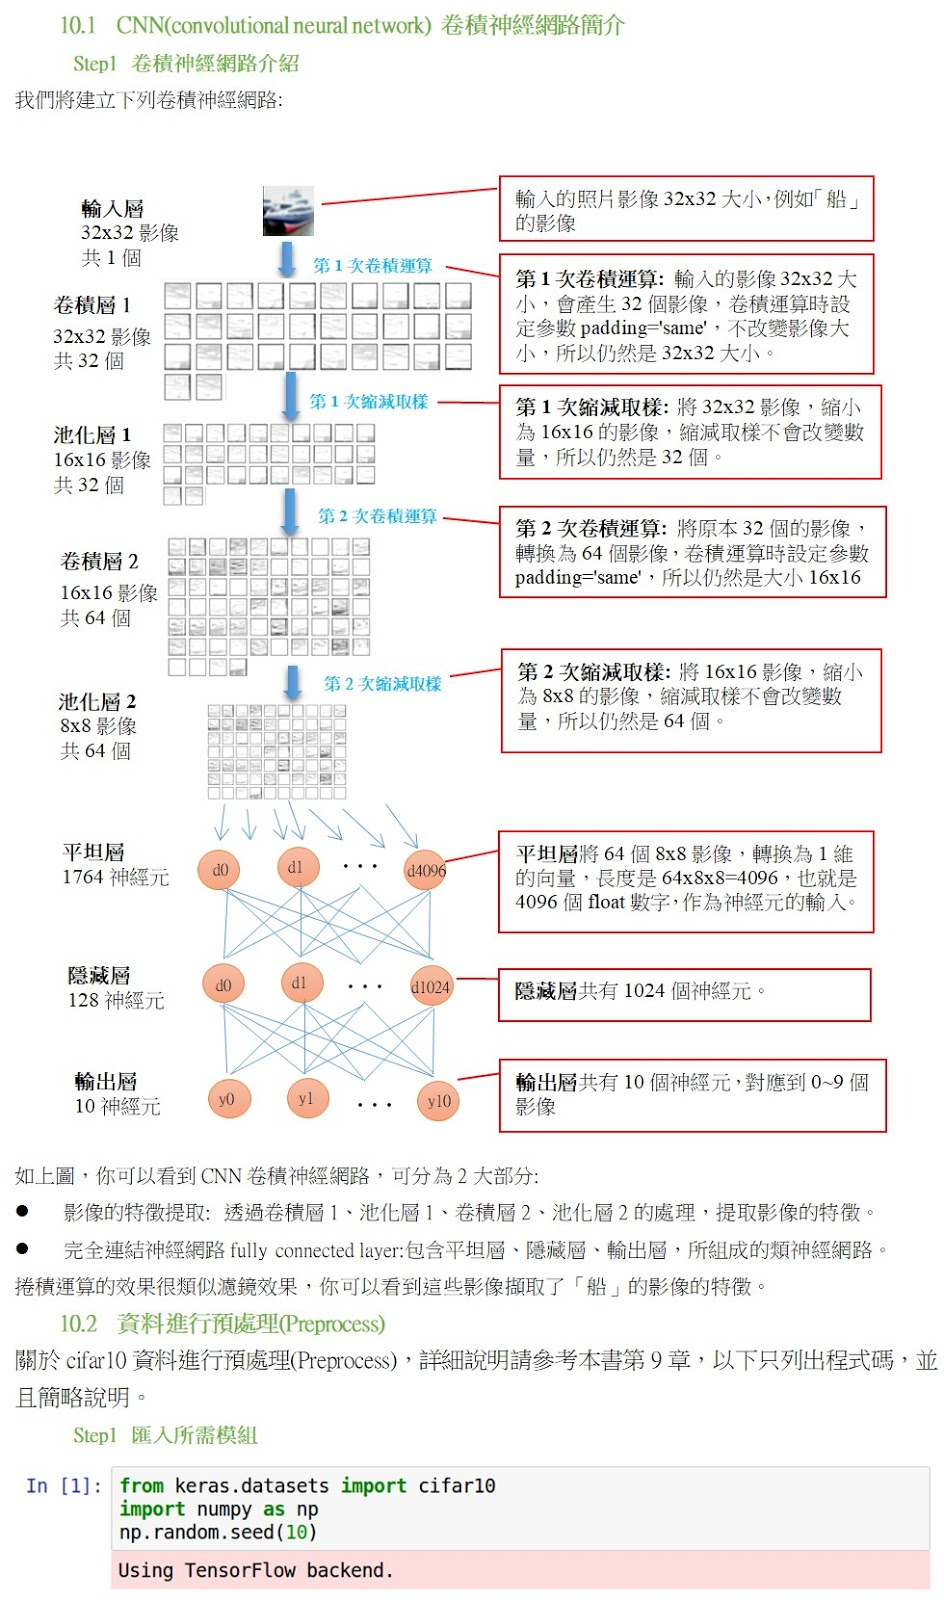 10.1 CNN(convolutional neural network) 卷積神經網路簡介
Step1 卷積神經網路介紹
我們將建立下列卷積神經網路:
輸入層
32x32 影像
共 1 個
輸入的照片影像 32x32 大小,例如「船」
的影像
第 1 次卷積運算
第 1 次卷積運算: 輸入的影像 32x32 大
小,會產生 32 個影像,卷積運算時設
定參數 padding='same',不改變影像大
小,所以仍然是 32x32 大小。
卷積層 1
32x32 影像
共 32 個
第 1 次縮減取樣
第 1 次縮減取樣: 將 32x32 影像,縮小
為 16x16 的影像,縮減取樣不會改變數
量,所以仍然是 32 個。
池化層 1
16x16 影像
共 32 個
第 2 次卷積運算
第 2 次卷積運算: 將原本 32 個的影像,
轉換為 64 個影像,卷積運算時設定參數
padding='same',所以仍然是大小 16x16
卷積層 2
16x16 影像
共 64 個
第 2 次縮減取樣
第 2 次縮減取樣: 將 16x16 影像,縮小
為 8x8 的影像,縮減取樣不會改變數
量,所以仍然是 64 個。
池化層 2
8x8 影像
共 64 個
平坦層
1764 神經元
d0 d1 ··· d4096
平坦層將 64 個 8x8 影像,轉換為 1 維
的向量,長度是 64x8x8=4096,也就是
4096 個 float 數字,作為神經元的輸入。
隱藏層
128 神經元
d0 d1 ··· d1024
隱藏層共有 1024 個神經元。
輸出層
10 神經元
y0 y1 ··· y10
輸出層共有 10 個神經元,對應到 0~9 個
影像
如上圖,你可以看到 CNN 卷積神經網路,可分為 2 大部分:
● 影像的特徵提取: 透過卷積層 1、池化層 1、卷積層 2、池化層 2 的處理,提取影像的特徵。
● 完全連結神經網路 fully connected layer:包含平坦層、隱藏層、輸出層,所組成的類神經網路。
捲積運算的效果很類似濾鏡效果,你可以看到這些影像擷取了「船」的影像的特徵。
10.2 資料進行預處理(Preprocess)
關於 cifar10 資料進行預處理(Preprocess),詳細說明請參考本書第 9 章,以下只列出程式碼,並
且簡略說明。
Step1 匯入所需模組
In [1]: from keras.datasets import cifar10
import numpy as np
np.random.seed(10)
Using TensorFlow backend.